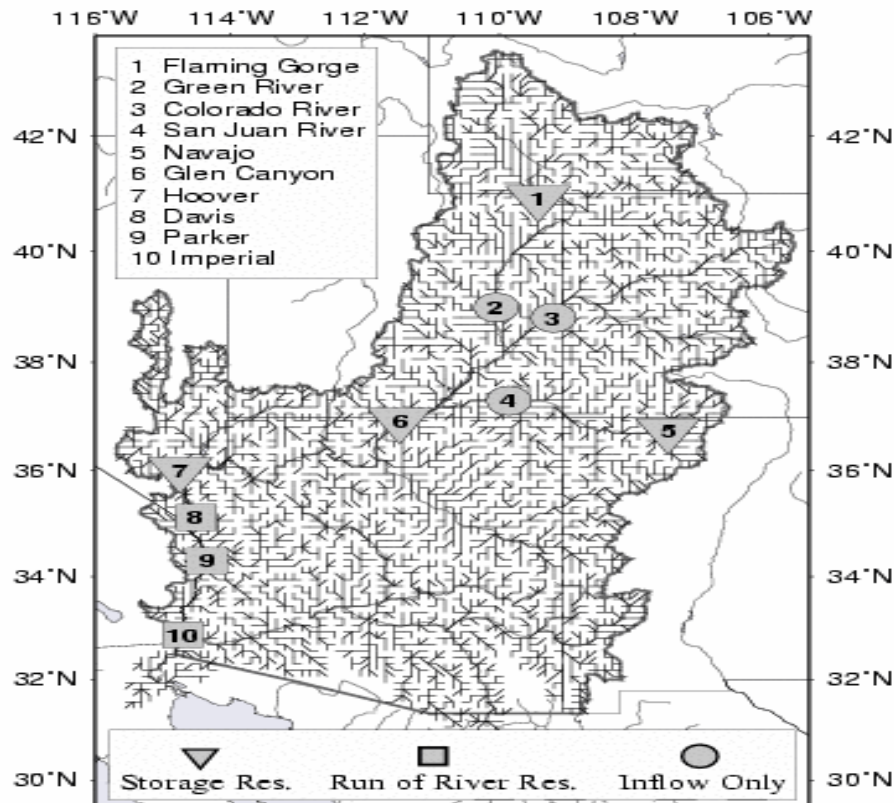 116°W 114°W 112°W 110°W 108°W 106°W
1 Flaming Gorge
2 Green River
3 Colorado River
4 San Juan River
5 Navajo
6 Glen Canyon
7 Hoover
8 Davis
9 Parker
10 Imperial
42°N 42°N
1
40°N 40°N
2
3
38°N 38°N
4
6
5
36°N 36°N
7
8
9
34°N 34°N
10
32°N 32°N
Storage Res. Run of River Res. Inflow Only
30°N 30°N